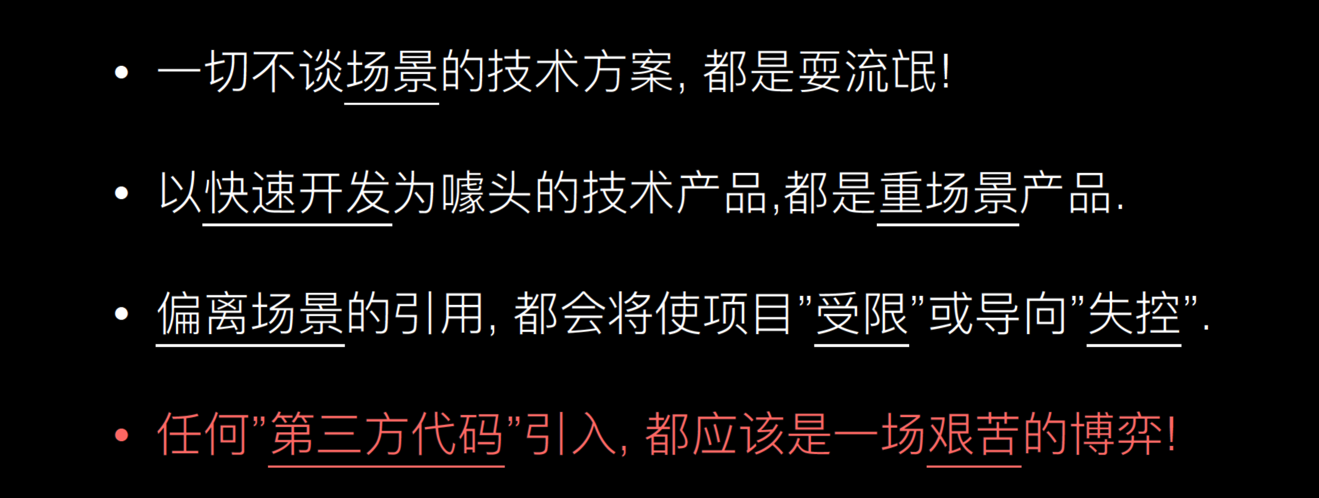 • 一切不谈场景的技术方案, 都是耍流氓!
• 以快速开发为噱头的技术产品,都是重场景产品.
• 偏离场景的引用, 都会将使项目”受限”或导向”失控”.
• 任何”第三方代码”引入, 都应该是一场艰苦的博弈!